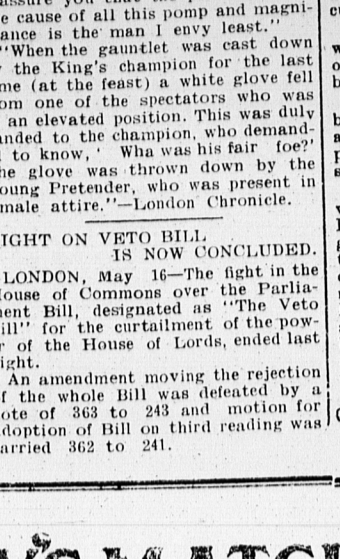 e cause of all this pomp and magni-
ance is the man I envy least."
"When the gauntlet was cast down
the King's champion for the last
me (at the feast) a white glove fell
om one of the spectators who was
an elevated position. This was duly
anded to the champion, who demand-
d to know, ' Wha was his fair foe?'
he glove was thrown down by the
oung Pretender, who was present in
male attire."—London Chronicle.
IGHT ON VETO BILL
IS NOW CONCLUDED.
LONDON, May 16—The fight in the
House of Commons over the Parlia-
ment Bill, designated as "The Veto
ill" for the curtailment of the pow-
r of the House of Lords, ended last
ight.
An amendment moving the rejection
f the whole Bill was defeated by a
ote of 363 to 243 and motion for
doption of Bill on third reading was
arried 362 to 241.